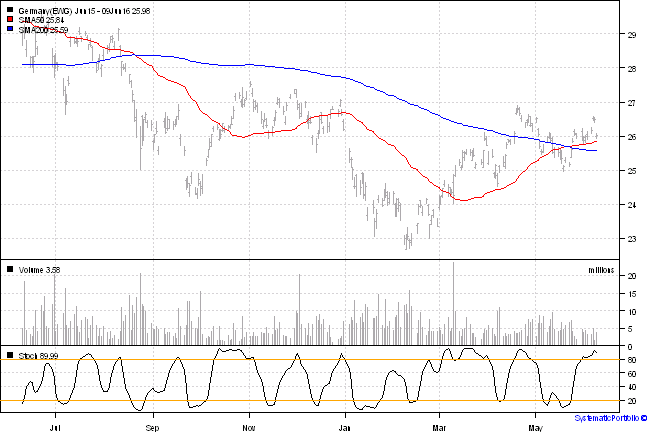 Germany(EWG) Jun 15 - 09Jun16 25.98
SMA50 25.84
SMA200 25.59
29
28
27
26
25
24
23
Volume 3.58
millions
20
15
10
5
0
Stoch 89.99
80
60
40
20
Jul
Sep
Nov
Jan
Mar
May
SystematicPortfolio ©